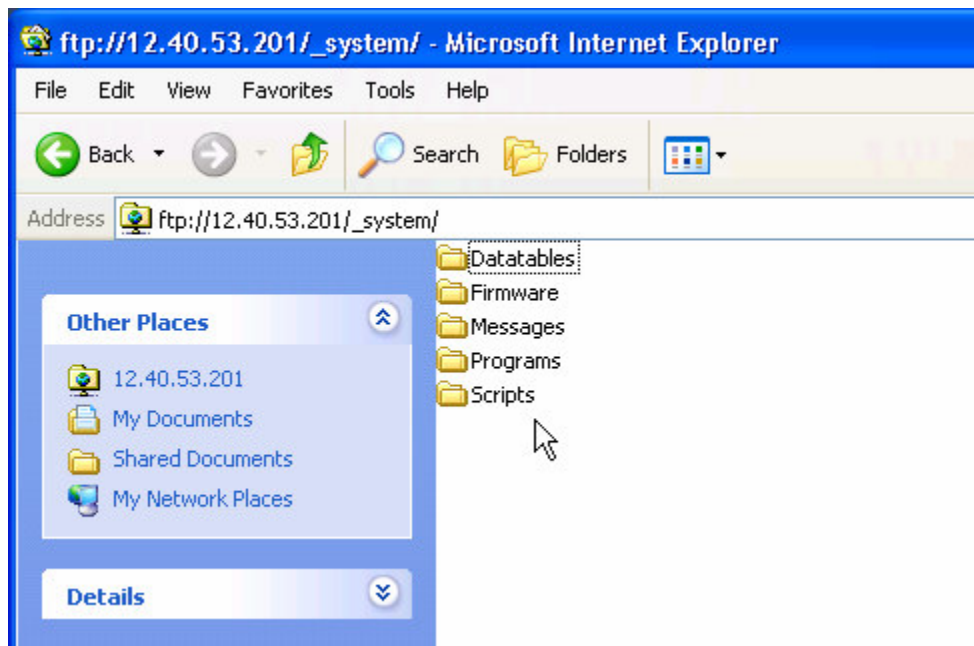 ftp://12.40.53.201/_system/ - Microsoft Internet Explorer
File Edit View Favorites Tools Help
Back Search Folders
Address ftp://12.40.53.201/_system/
Other Places
12.40.53.201
My Documents
Shared Documents
My Network Places
Details
Datatables
Firmware
Messages
Programs
Scripts